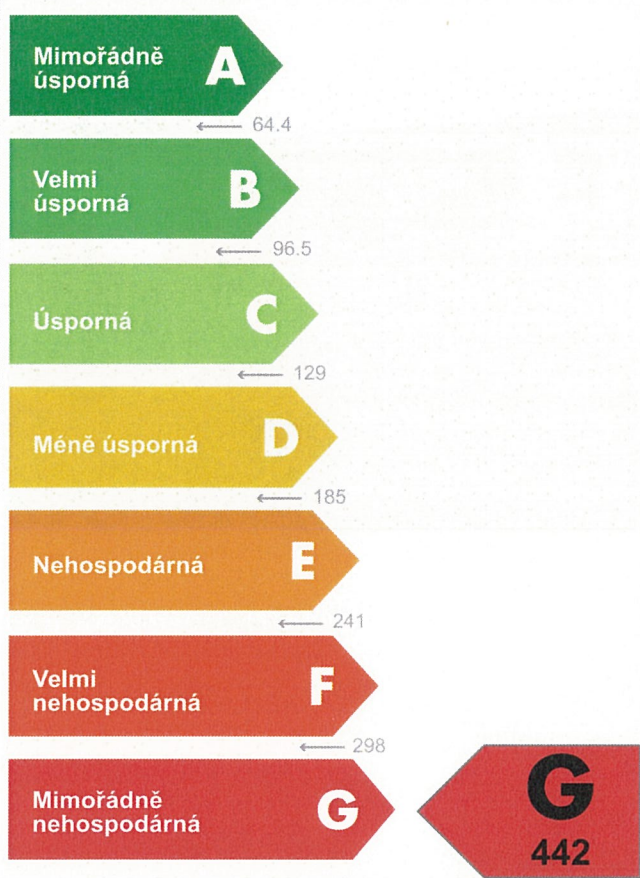 Mimořádně
úsporná
A
← 64.4
Velmi
úsporná
B
← 96.5
Úsporná
C
← 129
Méně úsporná
D
← 185
Nehospodárná
E
← 241
Velmi
nehospodárná
F
← 298
Mimořádně
nehospodárná
G
G
442